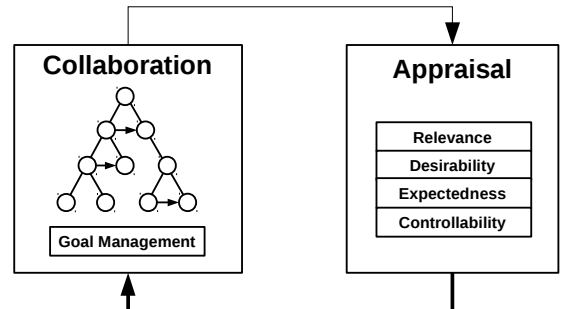 Collaboration
Goal Management
Appraisal
Relevance
Desirability
Expectedness
Controllability